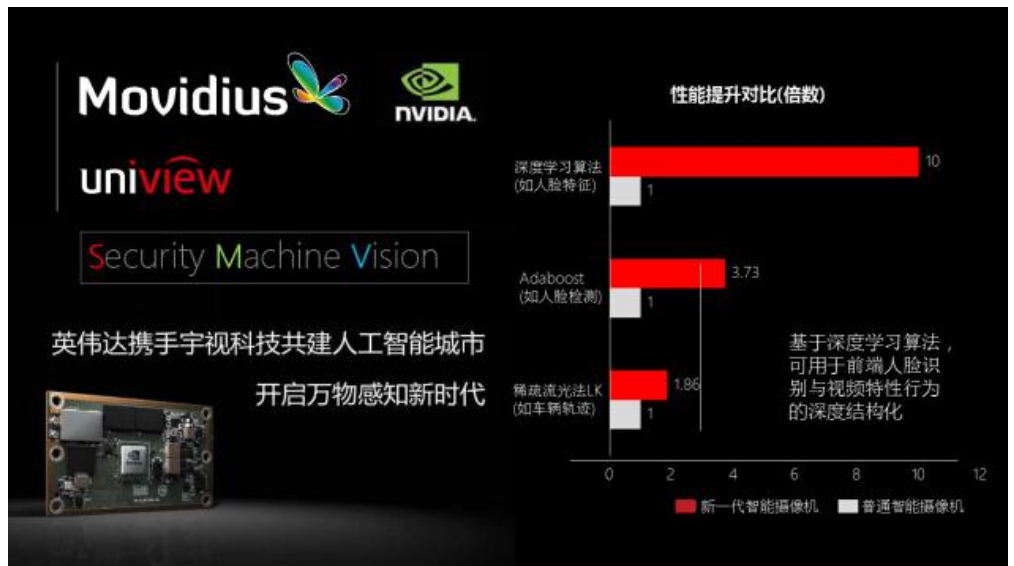 Movidius
nVIDIA.
uniview
Security Machine Vision
英伟达携手宇视科技共建人工智能城市
开启万物感知新时代
nVIDIA
性能提升对比(倍数)
深度学习算法
(如人脸特征)
10
1
Adaboost
(如人脸检测)
3.73
1
稀疏流光法LK
(如车辆轨迹)
1.86
1
基于深度学习算法，
可用于前端人脸识
别与视频特性行为
的深度结构化
0 2 4 6 8 10 12
新一代智能摄像机 普通智能摄像机